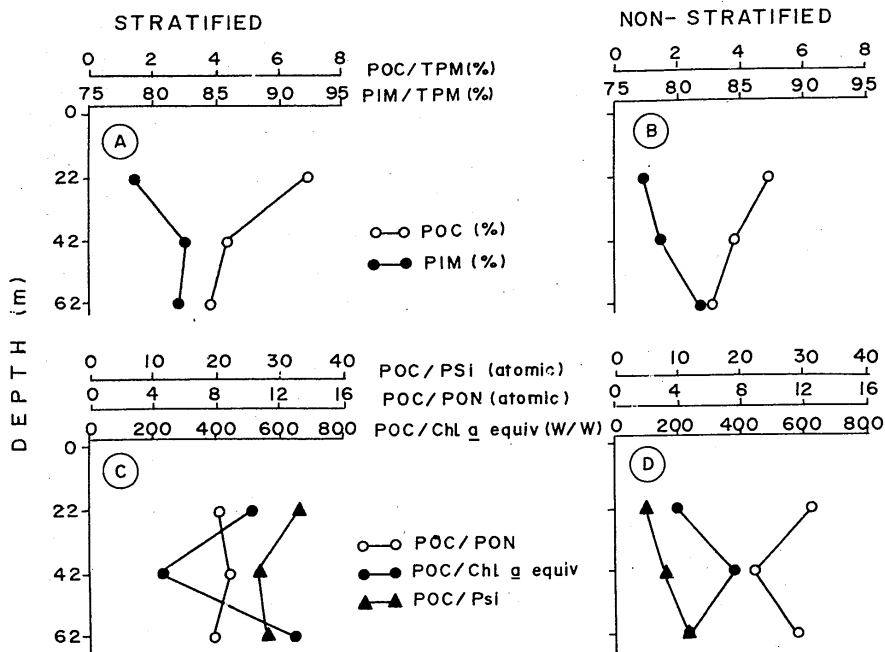 STRATIFIED
NON-STRATIFIED
0 2 4 6 8
POC/TPM(%)
0 2 4 6 8
75 80 85 90 95
PIM/TPM(%)
75 80 85 90 95
0
22
42
62
A
B
POC (%)
PIM (%)
DEPTH (m)
0 10 20 30 40
POC/PSi (atomic)
0 10 20 30 40
0 4 8 12 16
POC/PON (atomic)
0 4 8 12 16
0 200 400 600 800
POC/Chl a equiv (W/W)
0 200 400 600 800
0
22
42
62
C
D
POC/PON
POC/Chl a equiv
POC/Psi